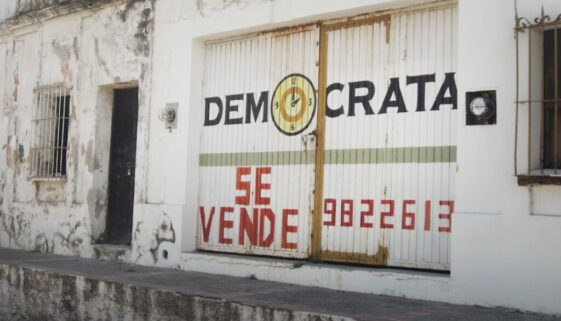 DEMOCRATA
SE
VENDE 9822613